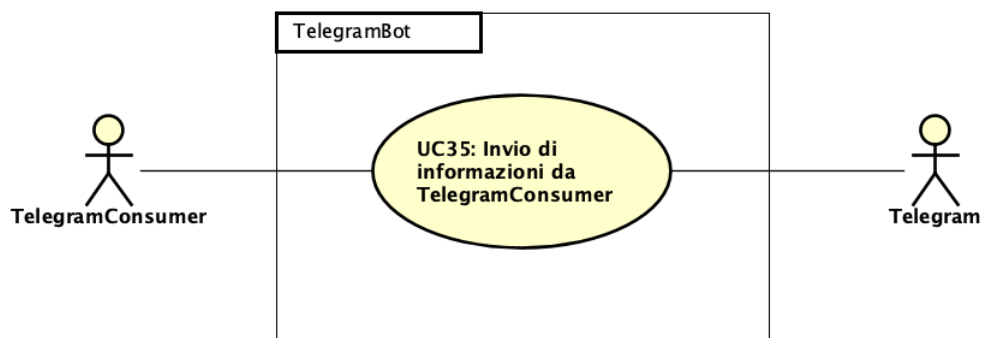 TelegramBot
UC35: Invio di
informazioni da
TelegramConsumer
TelegramConsumer
Telegram